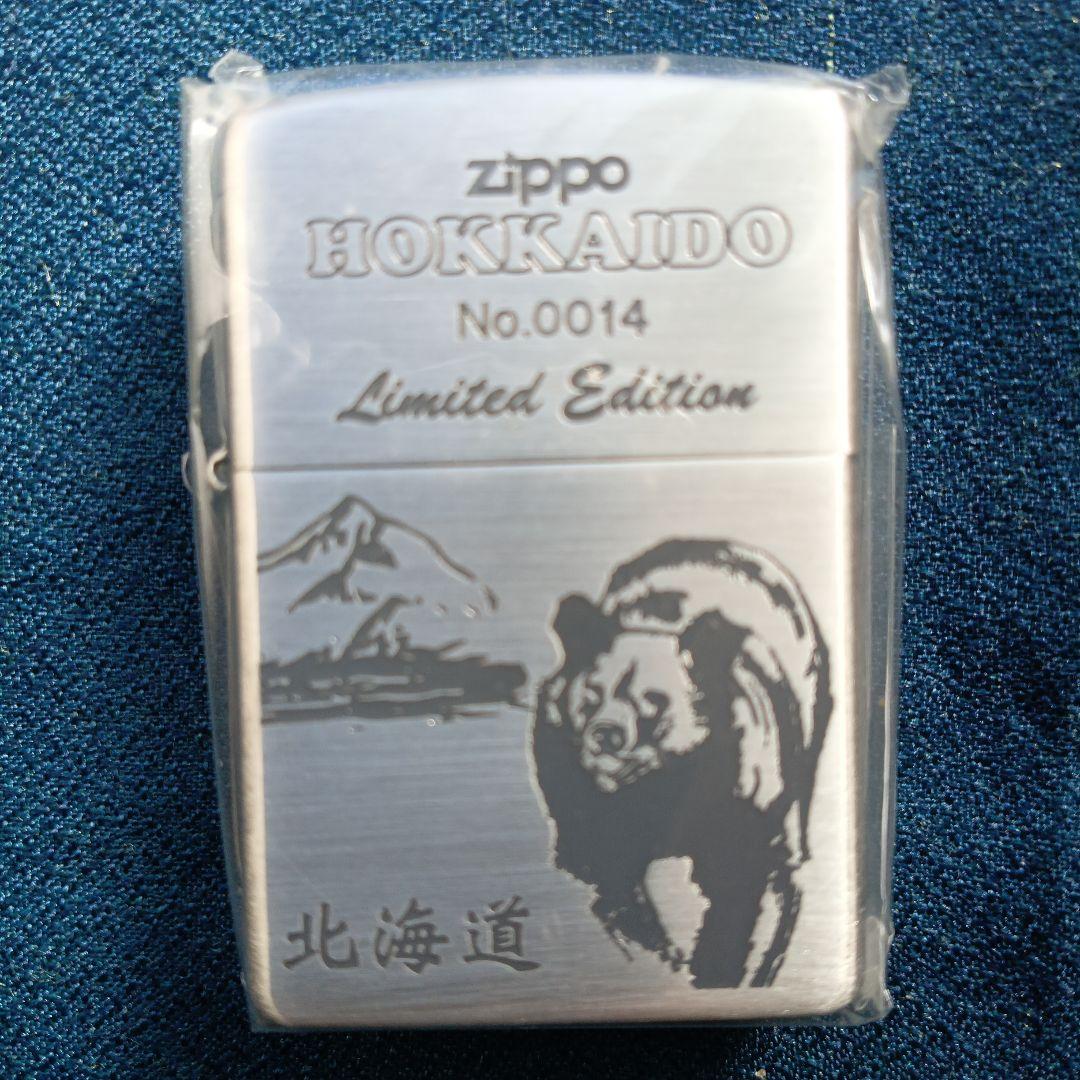 zippo
HOKKAIDO
No.0014
Limited Edition
北海道